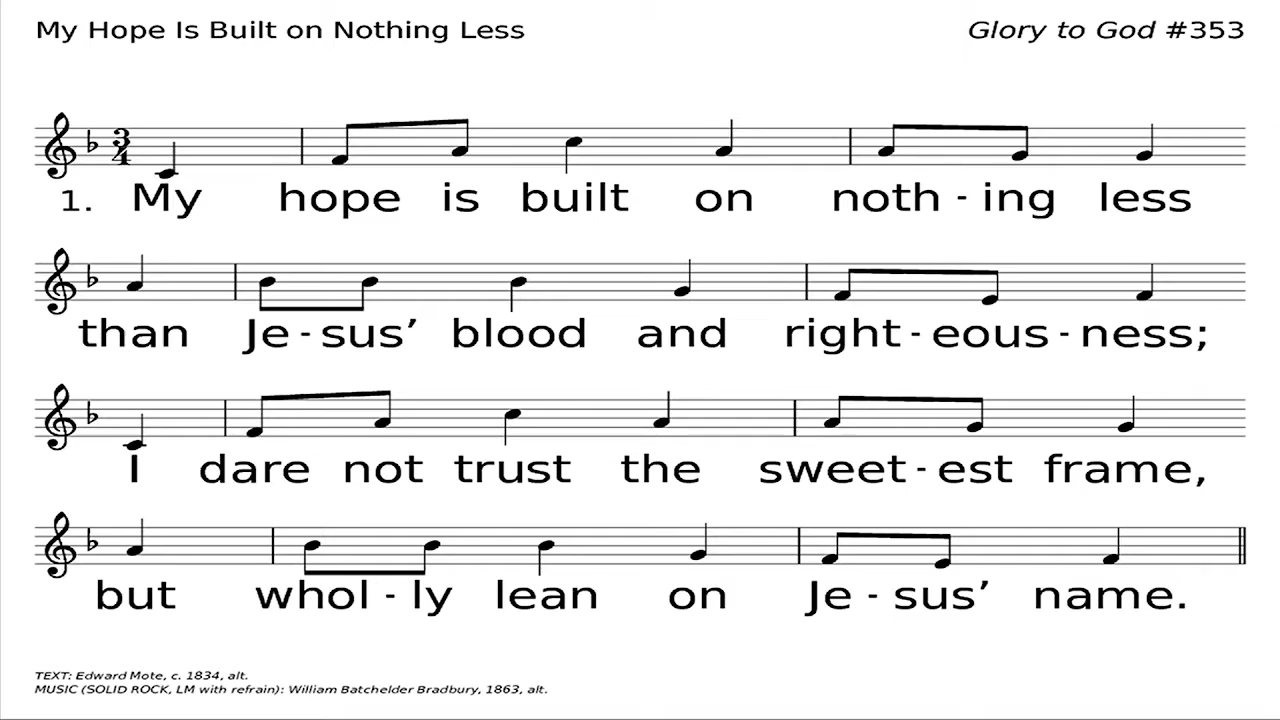 My Hope Is Built on Nothing Less Glory to God #353
3
4
1. My hope is built on noth - ing less
than Je - sus’ blood and right - eous - ness;
I dare not trust the sweet - est frame,
but whol - ly lean on Je - sus’ name.
TEXT: Edward Mote, c. 1834, alt.
MUSIC (SOLID ROCK, LM with refrain): William Batchelder Bradbury, 1863, alt.